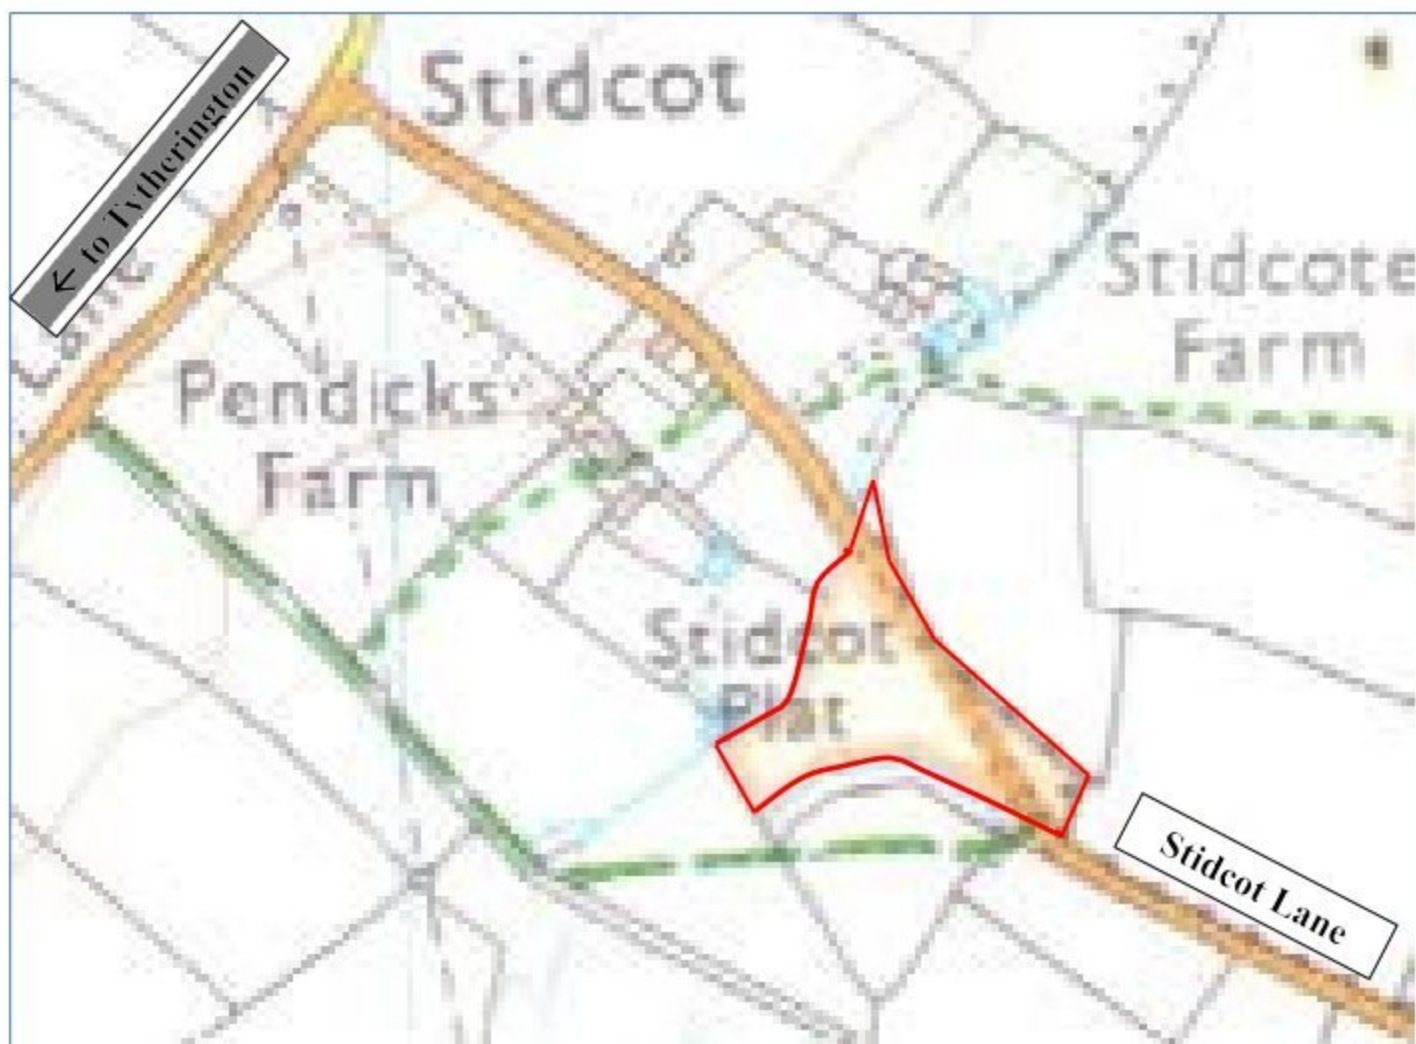 ← to Tytherington
Stidcot
Stidcote
Farm
Pendicks
Farm
Lane
Stidcot
Plat
Stidcot Lane